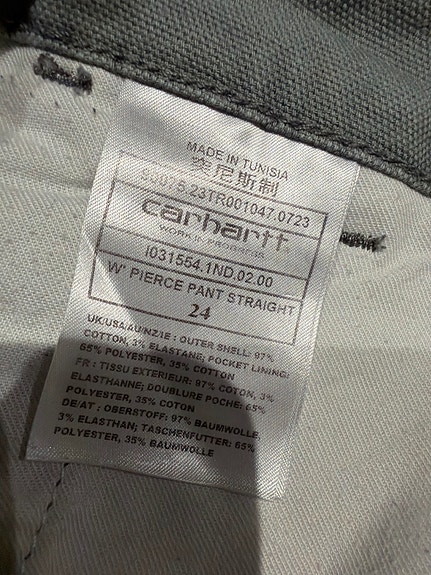 MADE IN TUNISIA
突尼斯制
S0075.23TR001047.0723
carhartt
WORK IN PROGRESS
I031554.1ND.02.00
W' PIERCE PANT STRAIGHT
24
UK/USA/AU/NZ/IE : OUTER SHELL: 97%
COTTON, 3% ELASTANE; POCKET LINING:
65% POLYESTER, 35% COTTON
FR : TISSU EXTERIEUR: 97% COTON, 3%
ELASTHANNE; DOUBLURE POCHE: 65%
POLYESTER, 35% COTON
DE/AT : OBERSTOFF: 97% BAUMWOLLE,
3% ELASTHAN; TASCHENFUTTER: 65%
POLYESTER, 35% BAUMWOLLE